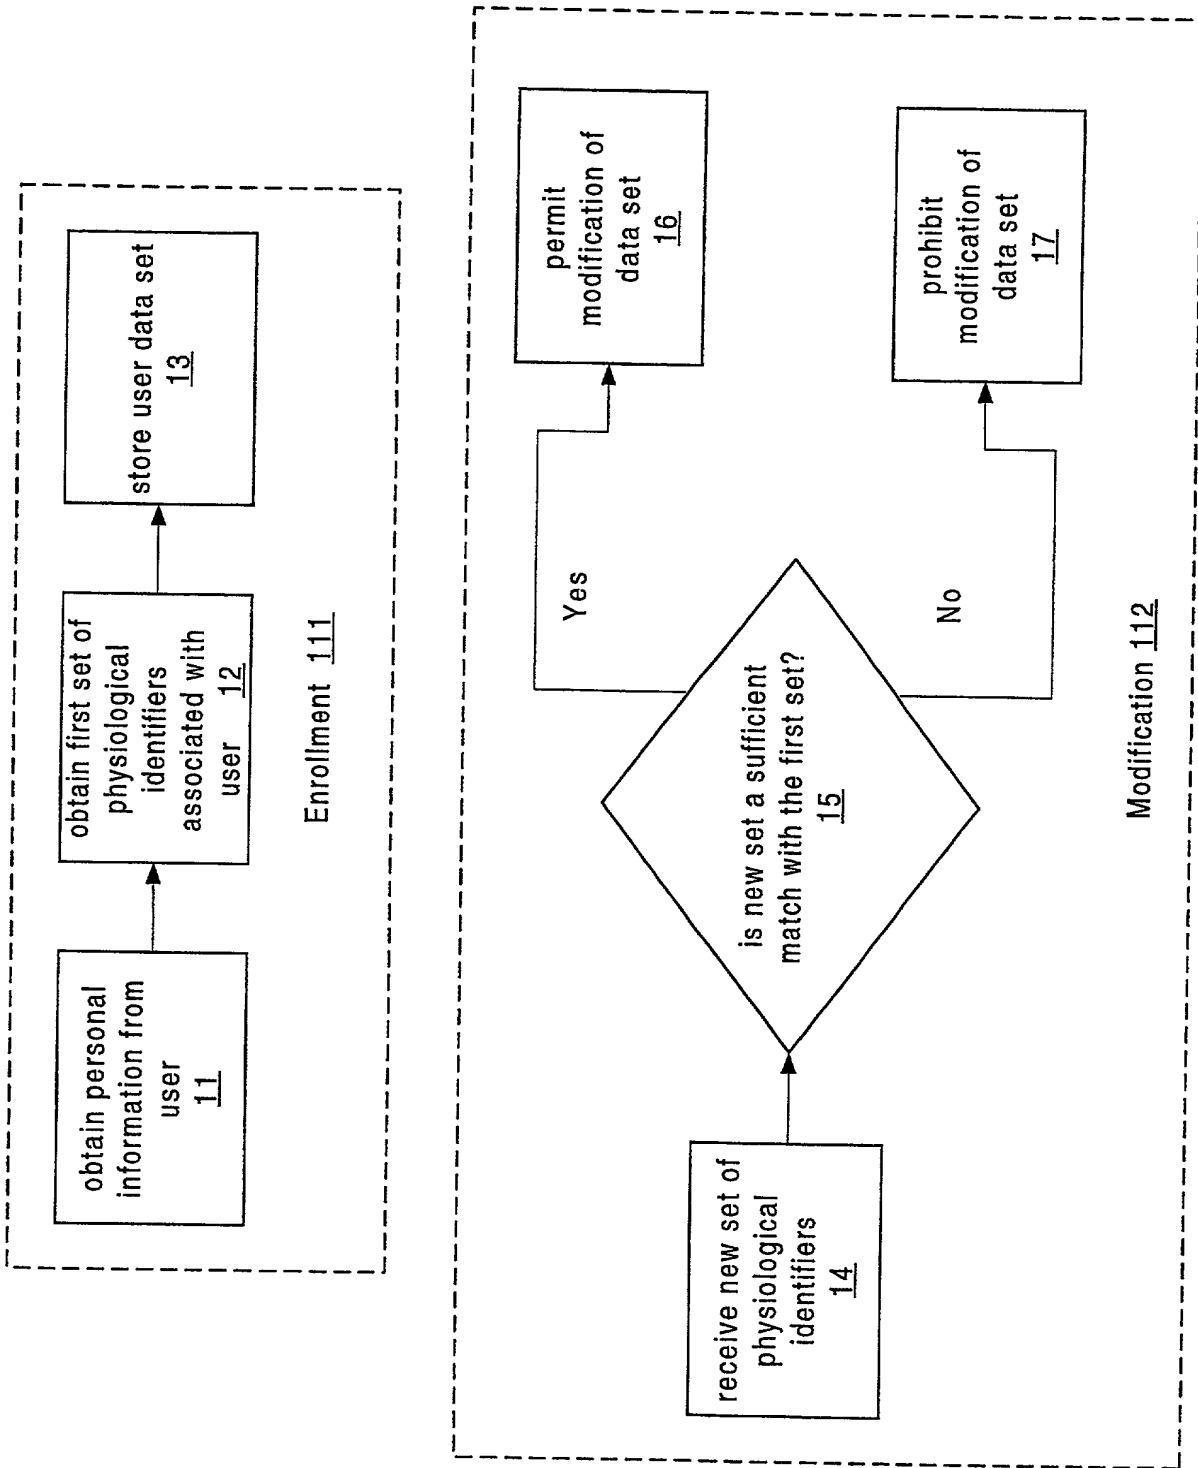 obtain personal
information from
user
11
obtain first set of
physiological
identifiers
associated with
user 12
store user data set
13
Enrollment 111
receive new set of
physiological
identifiers
14
is new set a sufficient
match with the first set?
15
Yes
permit
modification of
data set
16
No
prohibit
modification of
data set
17
Modification 112